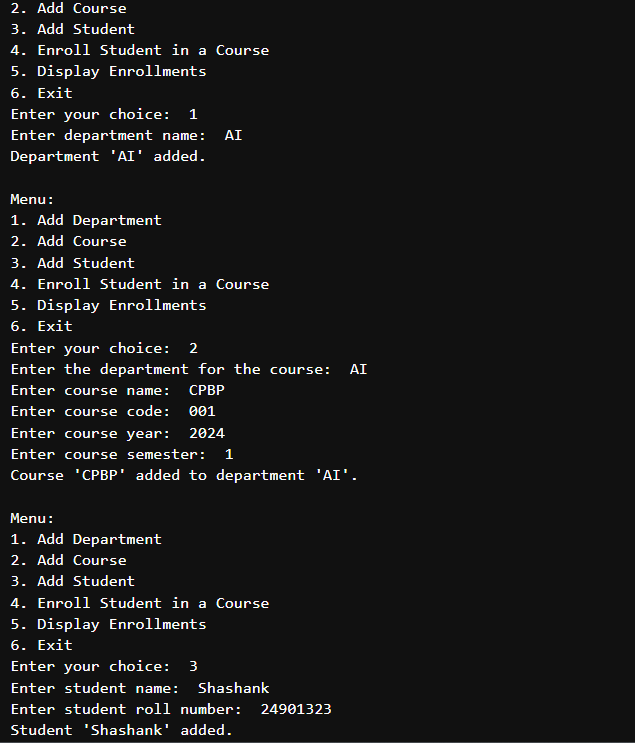 2. Add Course
3. Add Student
4. Enroll Student in a Course
5. Display Enrollments
6. Exit
Enter your choice:  1
Enter department name:  AI
Department 'AI' added.

Menu:
1. Add Department
2. Add Course
3. Add Student
4. Enroll Student in a Course
5. Display Enrollments
6. Exit
Enter your choice:  2
Enter the department for the course:  AI
Enter course name:  CPBP
Enter course code:  001
Enter course year:  2024
Enter course semester:  1
Course 'CPBP' added to department 'AI'.

Menu:
1. Add Department
2. Add Course
3. Add Student
4. Enroll Student in a Course
5. Display Enrollments
6. Exit
Enter your choice:  3
Enter student name:  Shashank
Enter student roll number:  24901323
Student 'Shashank' added.